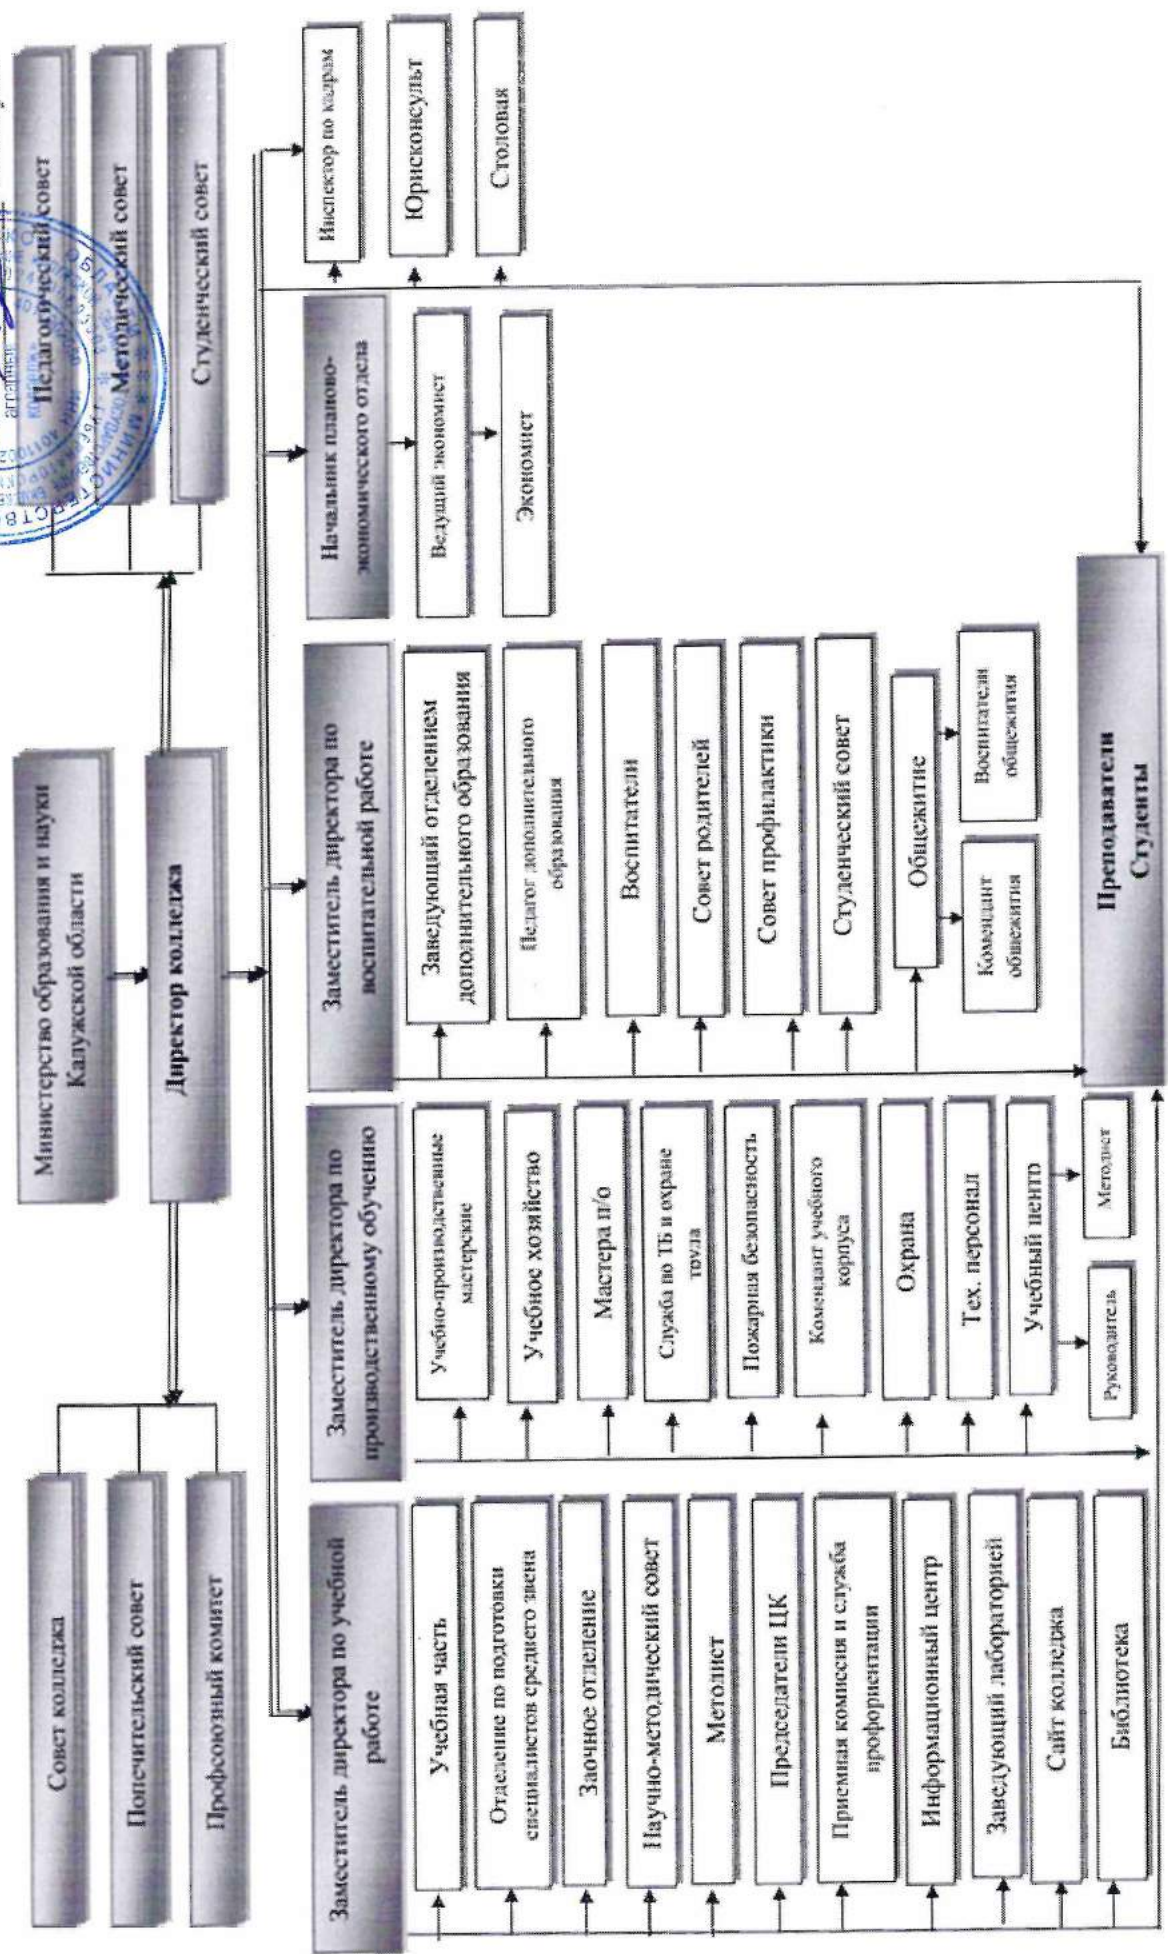 Министерство образования и науки
Калужской области
Директор колледжа
Совет колледжа
Попечительский совет
Профсоюзный комитет
Педагогический совет
Методический совет
Студенческий совет
Заместитель директора по учебной
работе
Учебная часть
Отделение по подготовки
специалистов среднего звена
Заочное отделение
Научно-методический совет
Методист
Председатели ЦК
Приемная комиссия и служба
профориентации
Информационный центр
Заведующий лабораторией
Сайт колледжа
Библиотека
Заместитель директора по
производственному обучению
Учебно-производственные
мастерские
Учебное хозяйство
Мастера п/о
Служба по ТБ и охране
труда
Пожарная безопасность
Комендант учебного
корпуса
Охрана
Тех. персонал
Учебный центр
Руководитель
Методист
Заместитель директора по
воспитательной работе
Заведующий отделением
дополнительного образования
Педагог дополнительного
образования
Воспитатели
Совет родителей
Совет профилактики
Студенческий совет
Общежитие
Комендант
общежития
Воспитатели
общежития
Начальник планово-
экономического отдела
Ведущий экономист
Экономист
Инспектор по кадрам
Юрисконсульт
Столовая
Преподаватели
Студенты
МИНИСТЕРСТВО